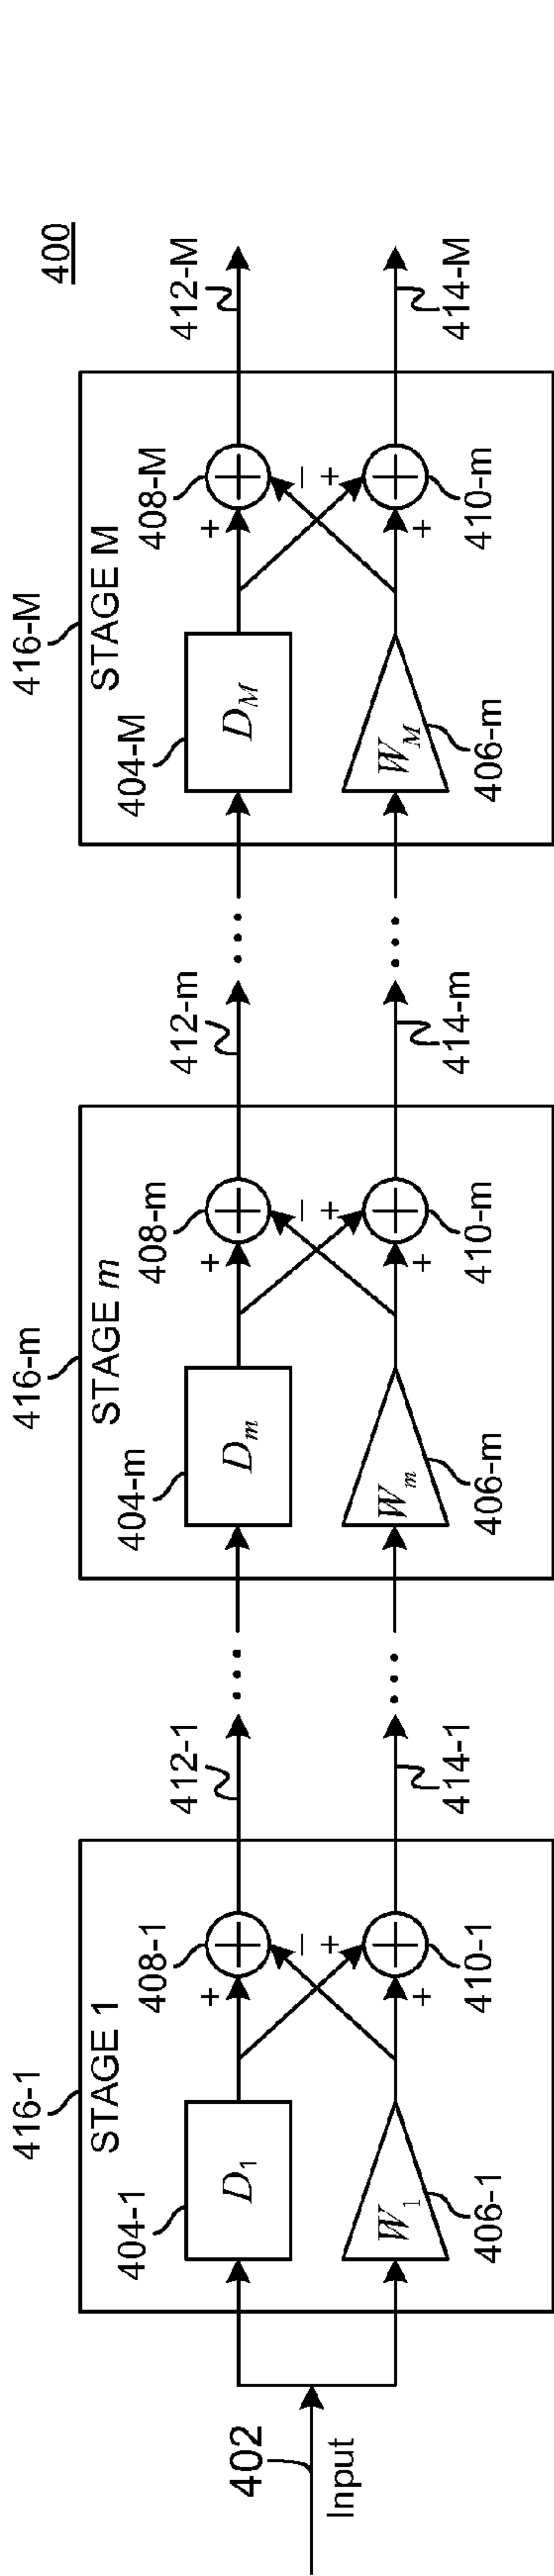 400
402
Input
416-1
STAGE 1
404-1
D1
408-1
+
– +
W1
+
406-1
410-1
412-1
414-1
...
...
416-m
STAGE m
404-m
Dm
408-m
+
– +
Wm
+
406-m
410-m
412-m
414-m
...
...
416-M
STAGE M
404-M
DM
408-M
+
– +
WM
+
406-m
410-m
412-M
414-M